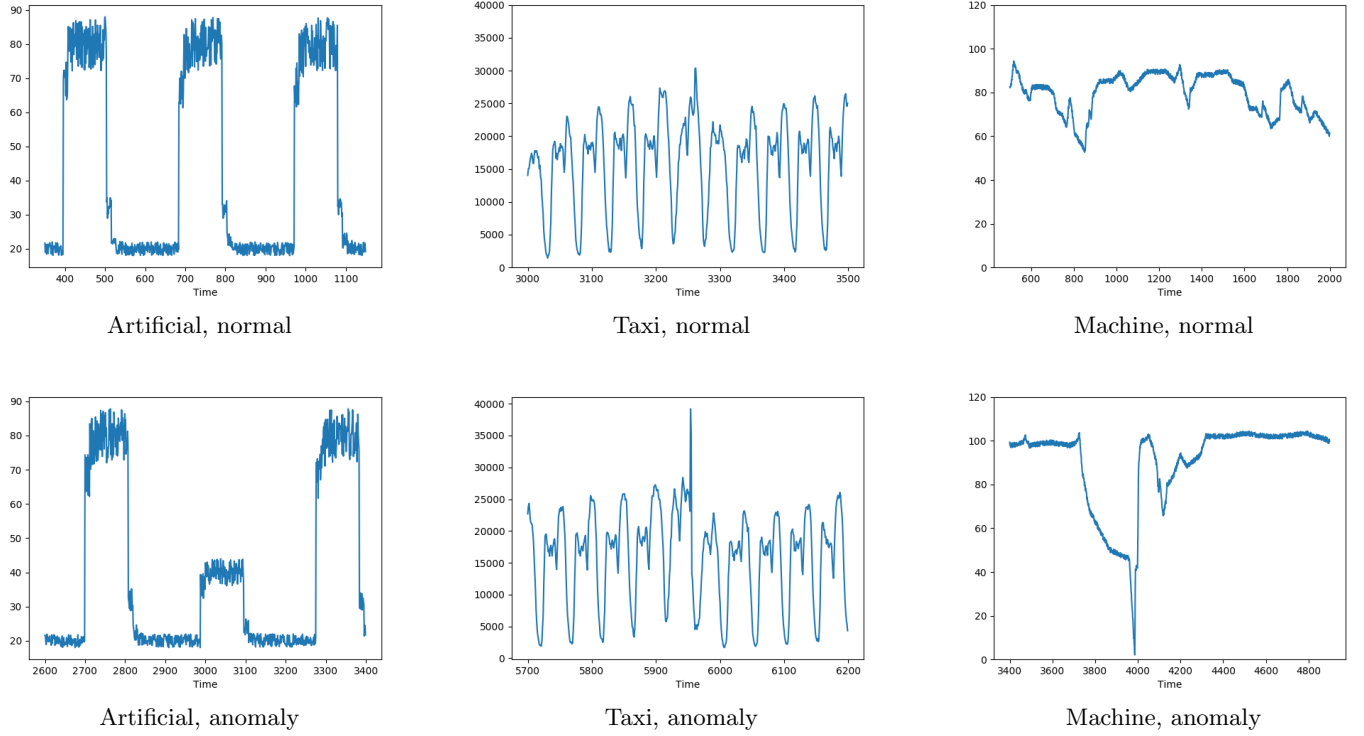 90
80
70
60
50
40
30
20
400 500 600 700 800 900 1000 1100
Time
Artificial, normal
40000
35000
30000
25000
20000
15000
10000
5000
0
3000 3100 3200 3300 3400 3500
Time
Taxi, normal
120
100
80
60
40
20
0
600 800 1000 1200 1400 1600 1800 2000
Time
Machine, normal
90
80
70
60
50
40
30
20
2600 2700 2800 2900 3000 3100 3200 3300 3400
Time
Artificial, anomaly
40000
35000
30000
25000
20000
15000
10000
5000
0
5700 5800 5900 6000 6100 6200
Time
Taxi, anomaly
120
100
80
60
40
20
0
3400 3600 3800 4000 4200 4400 4600 4800
Time
Machine, anomaly